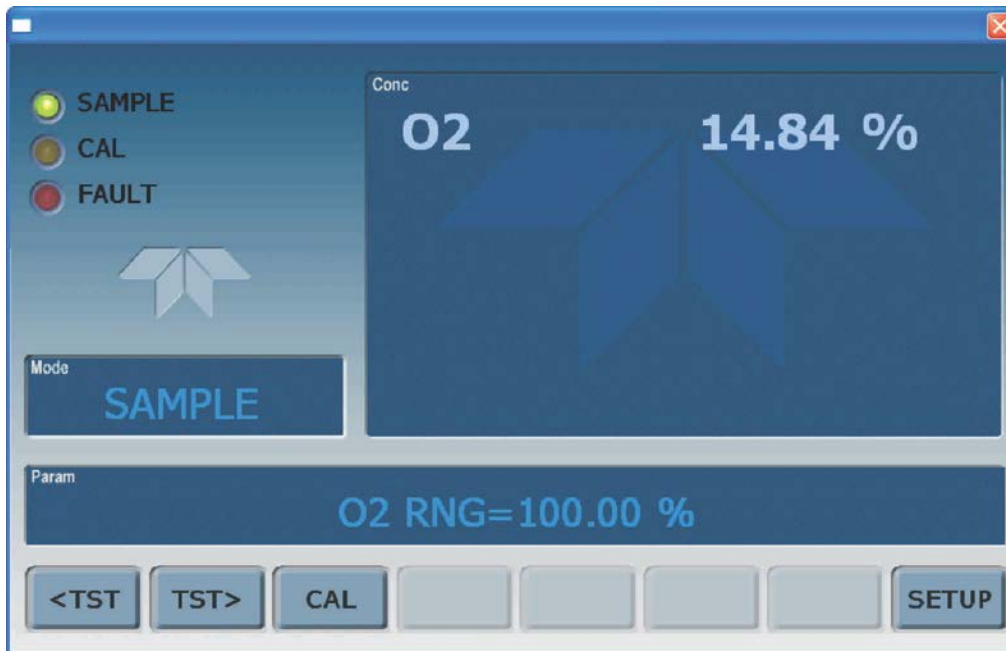 SAMPLE
CAL
FAULT
Conc
O2 14.84 %
Mode
SAMPLE
Param
O2 RNG=100.00 %
<TST TST> CAL SETUP